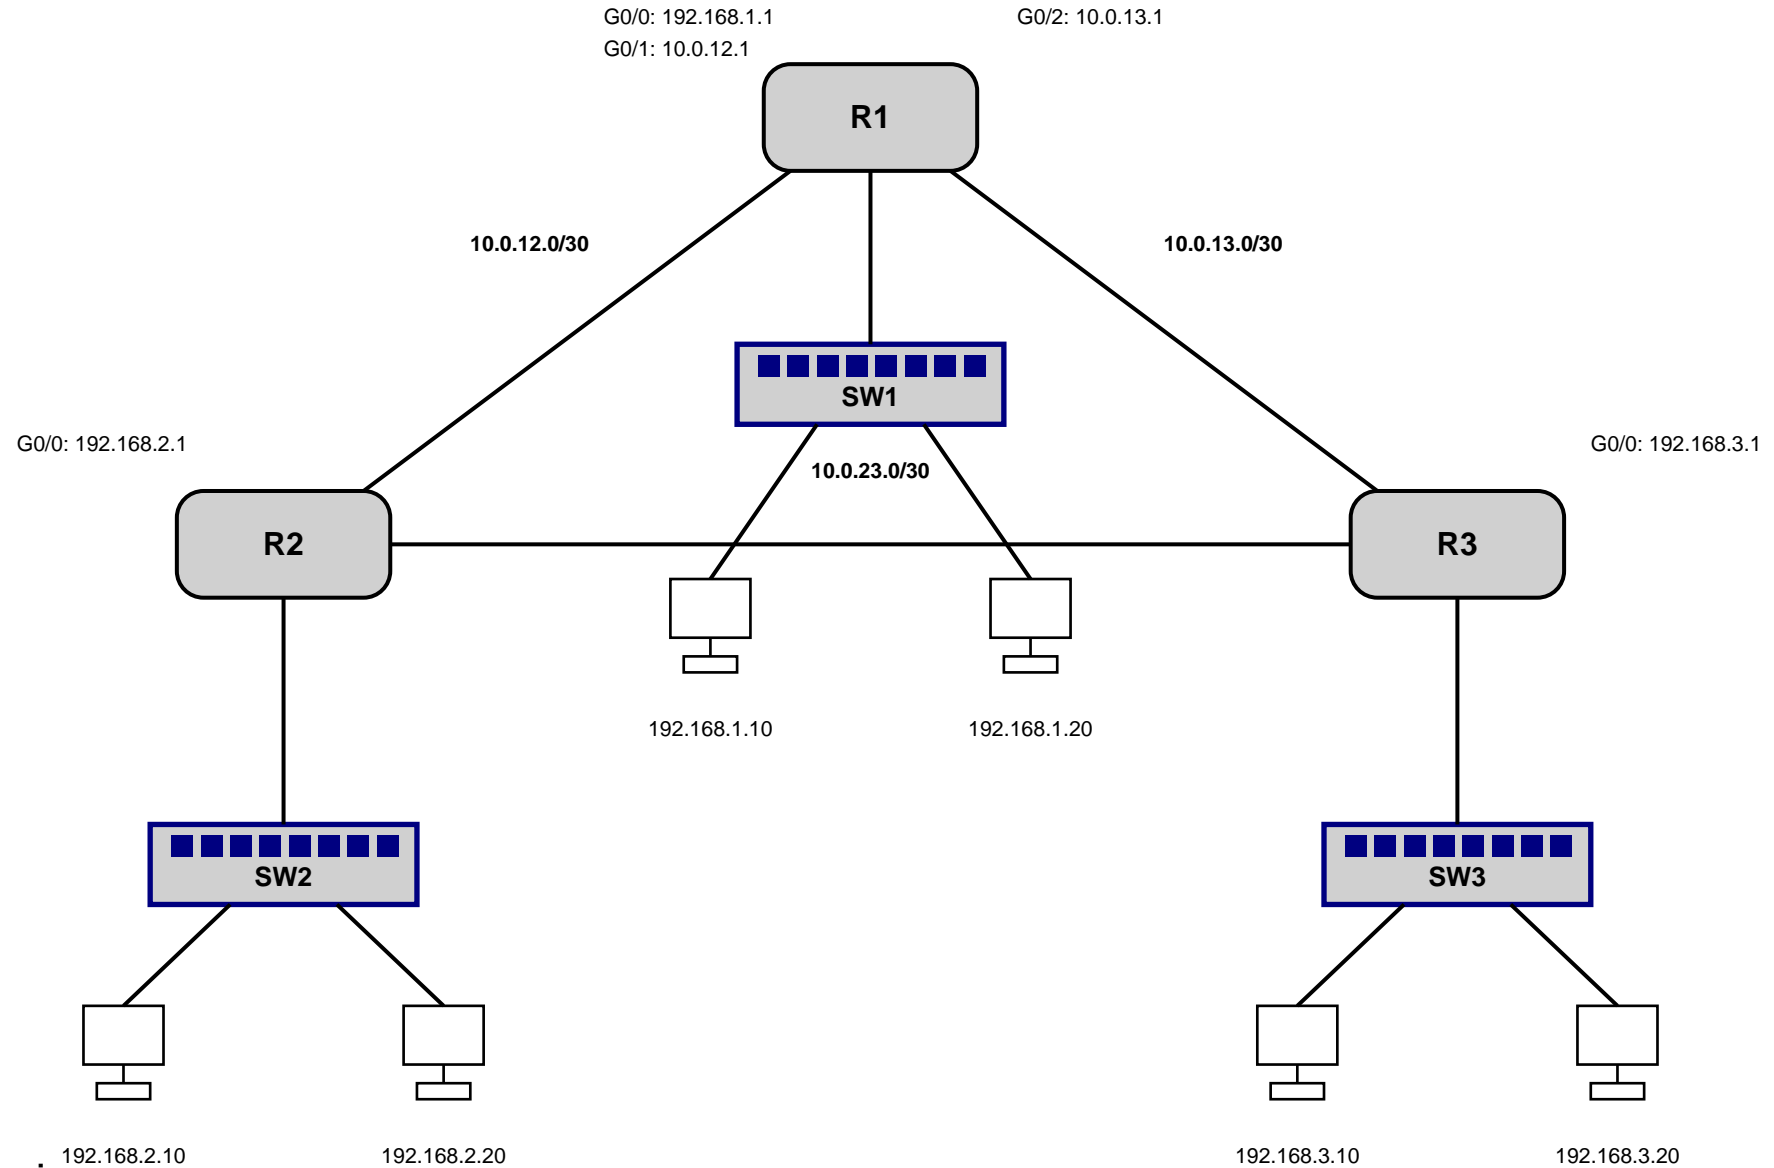 G0/0: 192.168.1.1
G0/2: 10.0.13.1
G0/1: 10.0.12.1
R1
10.0.12.0/30
10.0.13.0/30
SW1
G0/0: 192.168.2.1
G0/0: 192.168.3.1
10.0.23.0/30
R2
R3
192.168.1.10
192.168.1.20
SW2
SW3
192.168.2.10
192.168.2.20
192.168.3.10
192.168.3.20